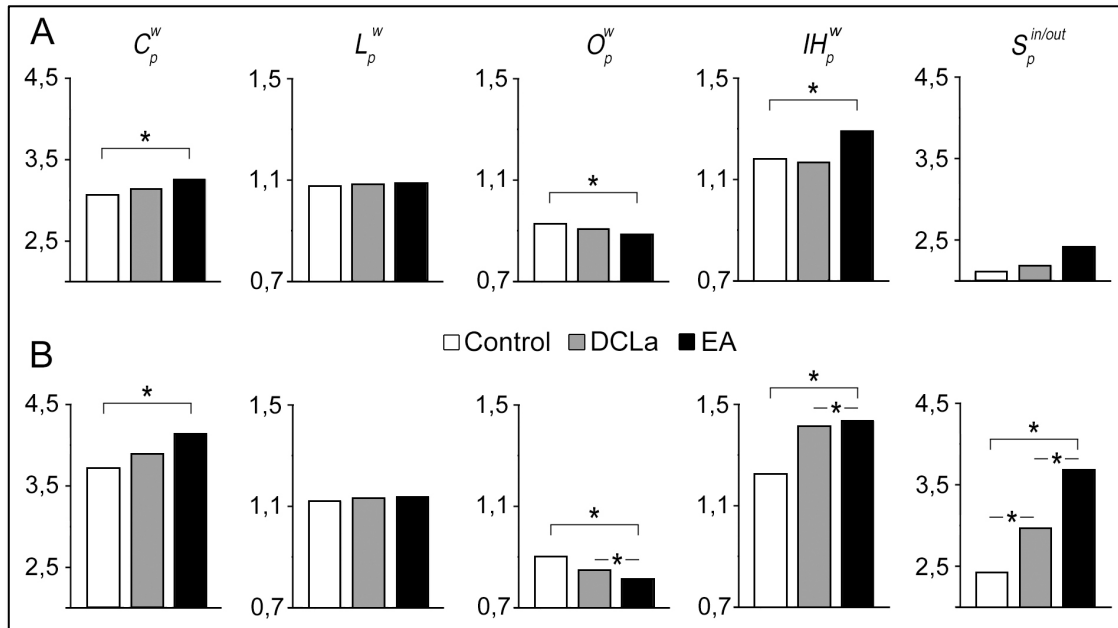 A
C_p^w L_p^w O_p^w IH_p^w S_p^{in/out}
4,5 1,5 1,5 1,5 4,5
* * *
3,5 1,1 1,1 1,1 3,5
2,5 2,5
0,7 0,7 0,7
Control DCLa EA
B
4,5 1,5 1,5 1,5 4,5
* * * * * * * *
3,5 1,1 1,1 1,1 3,5
2,5 0,7 0,7 0,7 2,5